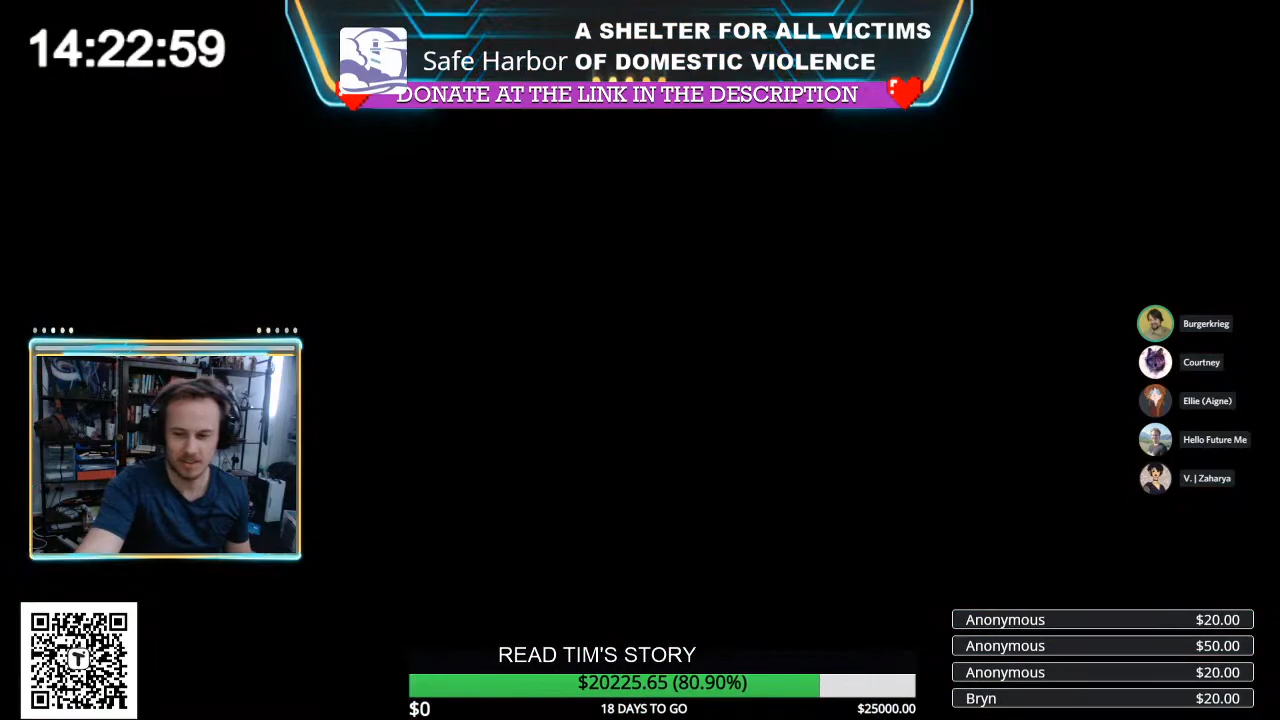 14:22:59
A SHELTER FOR ALL VICTIMS
Safe Harbor OF DOMESTIC VIOLENCE
DONATE AT THE LINK IN THE DESCRIPTION
Burgerkrieg
Courtney
Ellie (Aigne)
Hello Future Me
V. | Zaharya
READ TIM'S STORY
$20225.65 (80.90%)
$0 18 DAYS TO GO $25000.00
Anonymous $20.00
Anonymous $50.00
Anonymous $20.00
Bryn $20.00